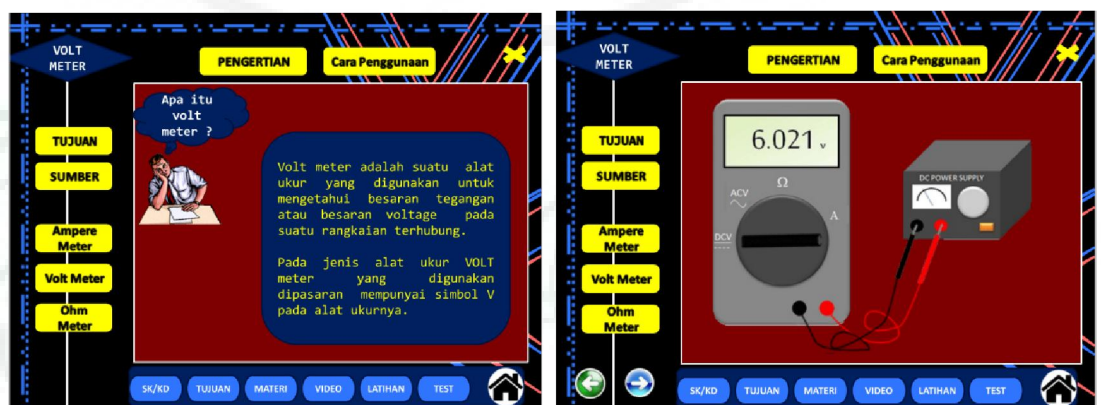 VOLT
METER
PENGERTIAN
Cara Penggunaan
TUJUAN
SUMBER
Ampere
Meter
Volt Meter
Ohm
Meter
Apa itu
volt
meter ?
Volt meter adalah suatu alat
ukur yang digunakan untuk
mengetahui besaran tegangan
atau besaran voltage pada
suatu rangkaian terhubung.
Pada jenis alat ukur VOLT
meter yang digunakan
dipasaran mempunyai simbol V
pada alat ukurnya.
SK/KD
TUJUAN
MATERI
VIDEO
LATIHAN
TEST
VOLT
METER
PENGERTIAN
Cara Penggunaan
TUJUAN
SUMBER
Ampere
Meter
Volt Meter
Ohm
Meter
6.021 v
Ω
ACV
A
DCV
DC POWER SUPPLY
SK/KD
TUJUAN
MATERI
VIDEO
LATIHAN
TEST